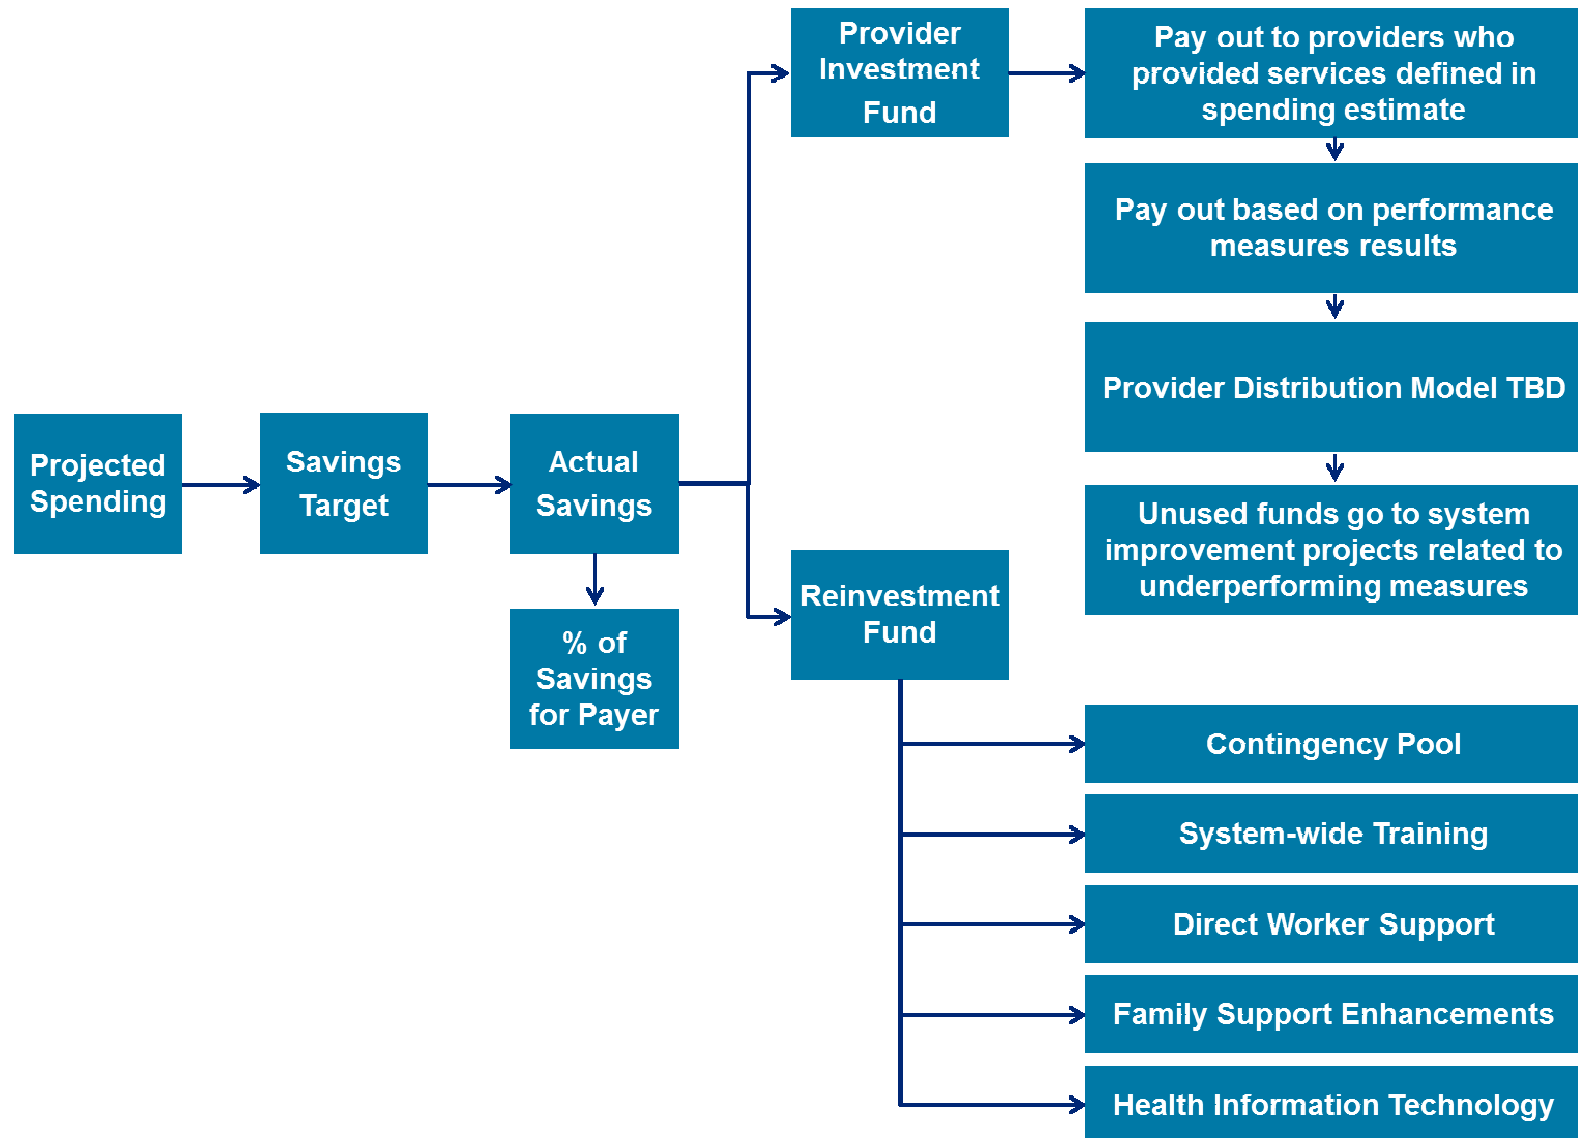 Projected
Spending
Savings
Target
Actual
Savings
% of
Savings
for Payer
Provider
Investment
Fund
Pay out to providers who
provided services defined in
spending estimate
Pay out based on performance
measures results
Provider Distribution Model TBD
Unused funds go to system
improvement projects related to
underperforming measures
Reinvestment
Fund
Contingency Pool
System-wide Training
Direct Worker Support
Family Support Enhancements
Health Information Technology